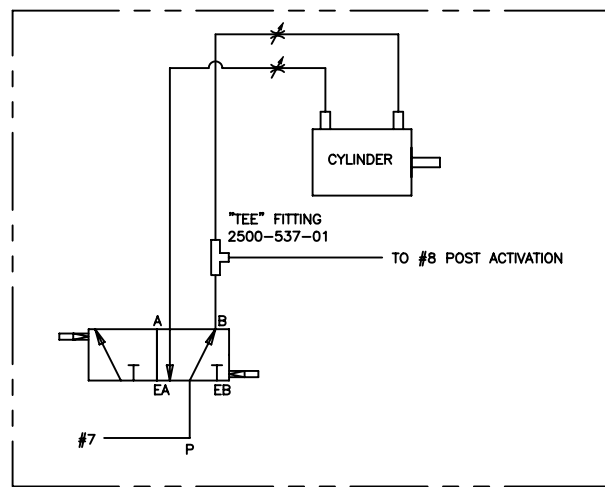 CYLINDER
"TEE" FITTING
2500-537-01
TO #8 POST ACTIVATION
A B
EA EB
#7
P